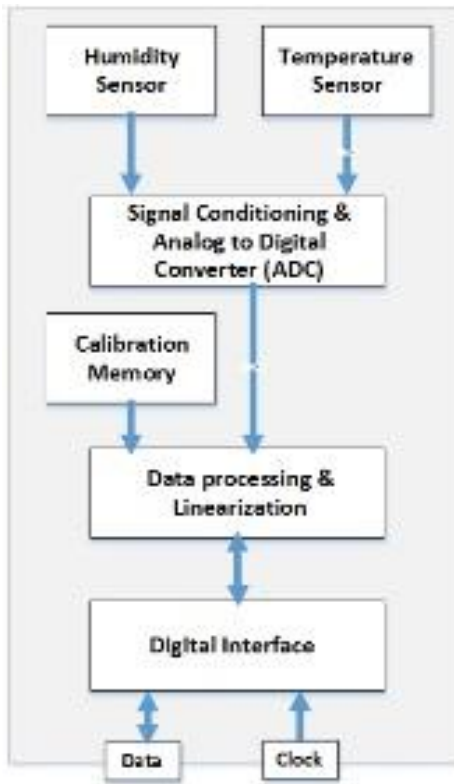 Humidity
Sensor
Temperature
Sensor
Signal Conditioning &
Analog to Digital
Converter (ADC)
Calibration
Memory
Data processing &
Linearization
Digital Interface
Data
Clock